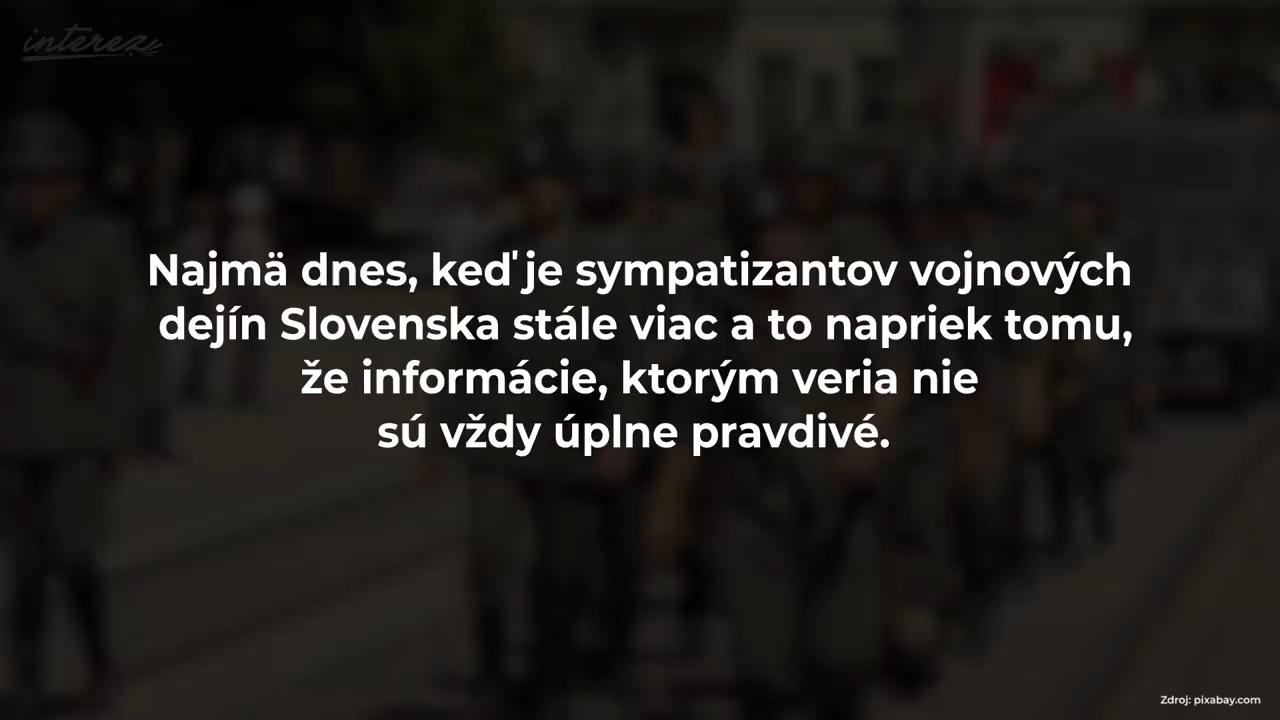 interez
Najmä dnes, keď je sympatizantov vojnových
dejín Slovenska stále viac a to napriek tomu,
že informácie, ktorým veria nie
sú vždy úplne pravdivé.
Zdroj: pixabay.com